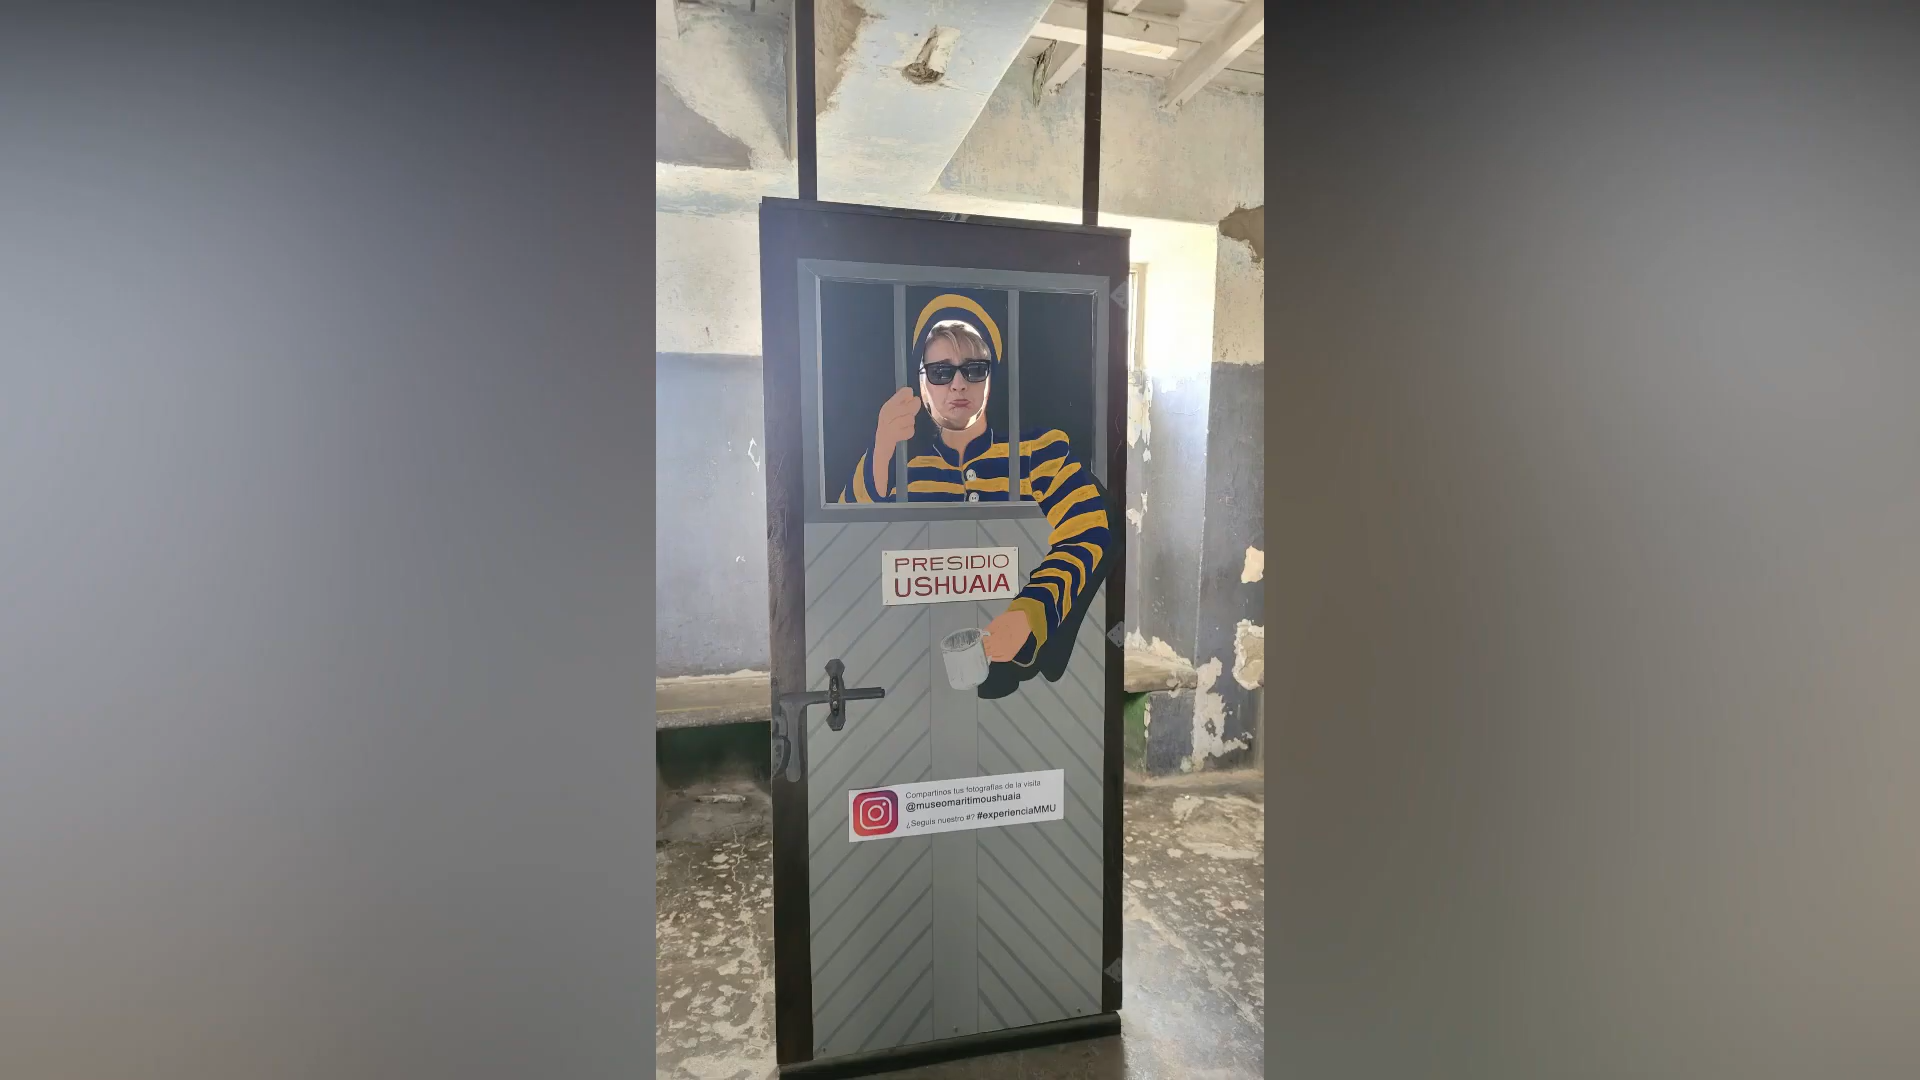 PRESIDIO
USHUAIA
Compartinos tus fotografías de la visita
@museomaritimoushuaia
¿Seguís nuestro #? #experienciaMMU